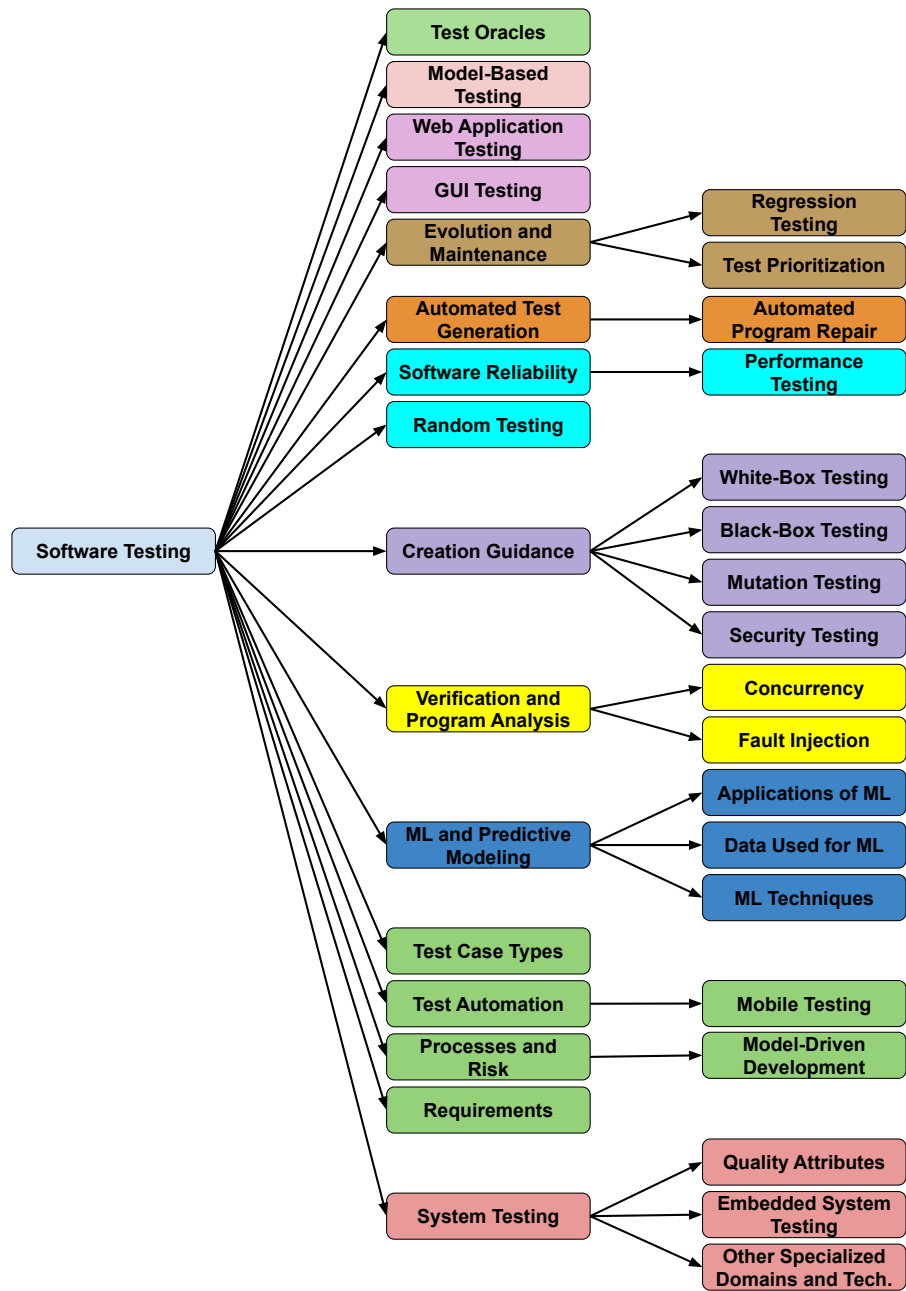 Test Oracles
Model-Based
Testing
Web Application
Testing
GUI Testing
Evolution and
Maintenance
Regression
Testing
Test Prioritization
Automated Test
Generation
Automated
Program Repair
Software Reliability
Performance
Testing
Random Testing
Software Testing
Creation Guidance
White-Box Testing
Black-Box Testing
Mutation Testing
Security Testing
Verification and
Program Analysis
Concurrency
Fault Injection
ML and Predictive
Modeling
Applications of ML
Data Used for ML
ML Techniques
Test Case Types
Test Automation
Mobile Testing
Processes and
Risk
Model-Driven
Development
Requirements
System Testing
Quality Attributes
Embedded System
Testing
Other Specialized
Domains and Tech.